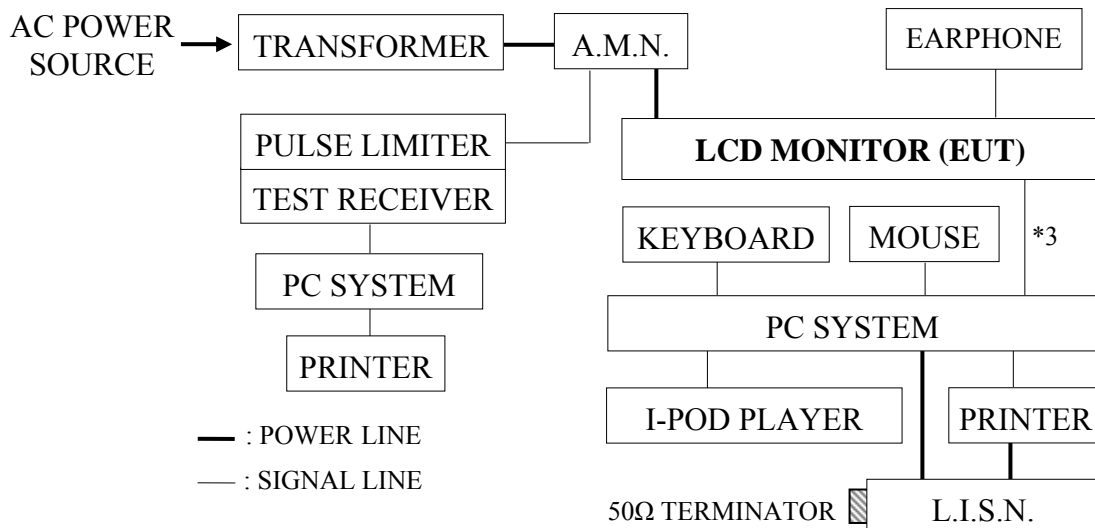 AC POWER
SOURCE
TRANSFORMER
A.M.N.
EARPHONE
PULSE LIMITER
LCD MONITOR (EUT)
TEST RECEIVER
KEYBOARD
MOUSE
*3
PC SYSTEM
PC SYSTEM
PRINTER
I-POD PLAYER
PRINTER
: POWER LINE
: SIGNAL LINE
50Ω TERMINATOR
L.I.S.N.